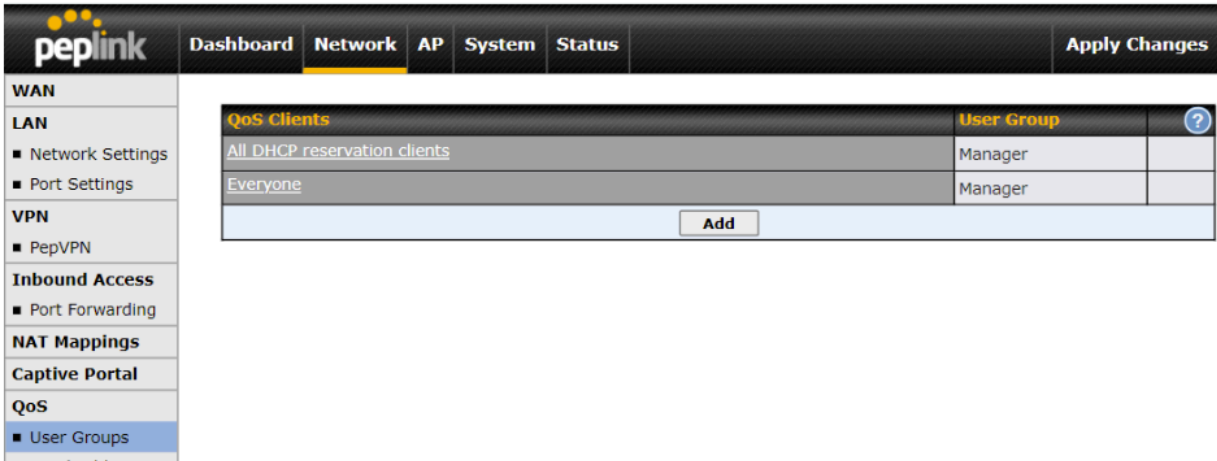 peplink
Dashboard Network AP System Status Apply Changes
WAN
LAN
Network Settings
Port Settings
VPN
PepVPN
Inbound Access
Port Forwarding
NAT Mappings
Captive Portal
QoS
User Groups
QoS Clients User Group ?
All DHCP reservation clients Manager
Everyone Manager
Add